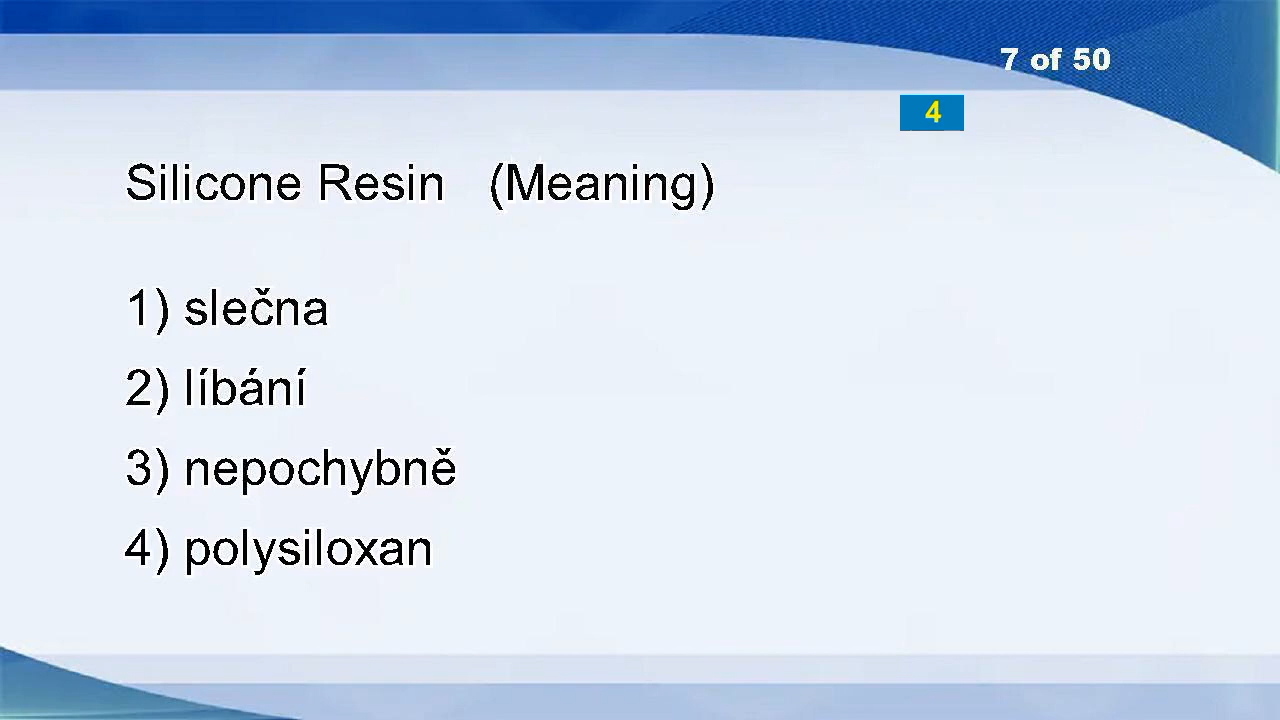 7 of 50
4
Silicone Resin (Meaning)
1) slečna
2) líbání
3) nepochybně
4) polysiloxan